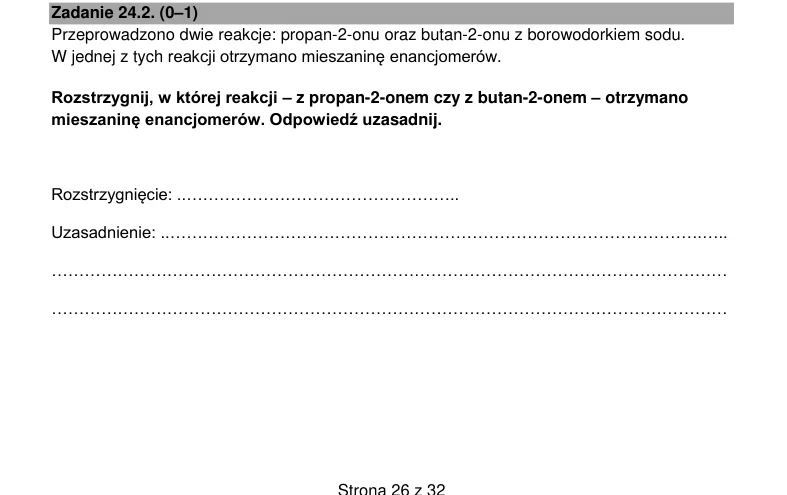 Zadanie 24.2. (0–1)
Przeprowadzono dwie reakcje: propan-2-onu oraz butan-2-onu z borowodorkiem sodu.
W jednej z tych reakcji otrzymano mieszaninę enancjomerów.
Rozstrzygnij, w której reakcji – z propan-2-onem czy z butan-2-onem – otrzymano
mieszaninę enancjomerów. Odpowiedź uzasadnij.
Rozstrzygnięcie: ……………………………………………..
Uzasadnienie: ..………………………………………………………………………………………….…..
……………………………………………………………………………………………………………
……………………………………………………………………………………………………………
Strona 26 z 32